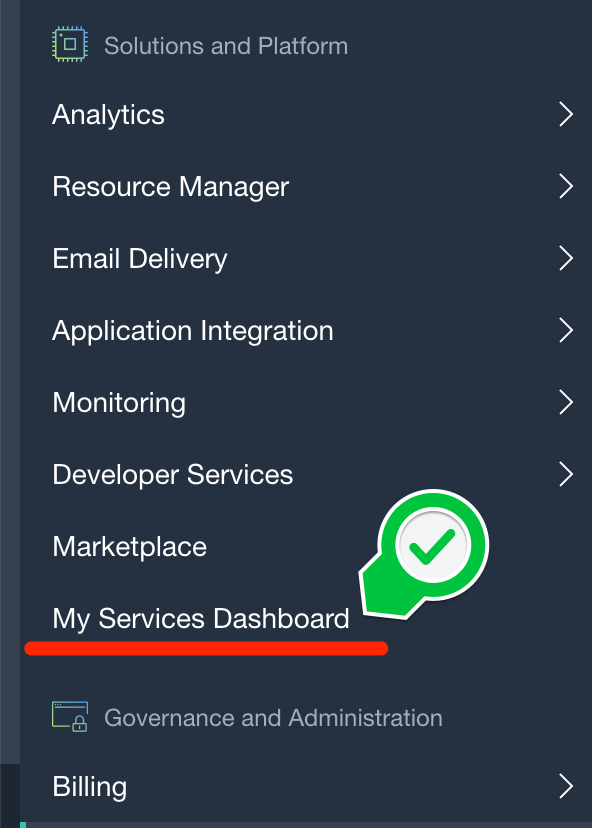 Solutions and Platform
Analytics
Resource Manager
Email Delivery
Application Integration
Monitoring
Developer Services
Marketplace
My Services Dashboard
Governance and Administration
Billing